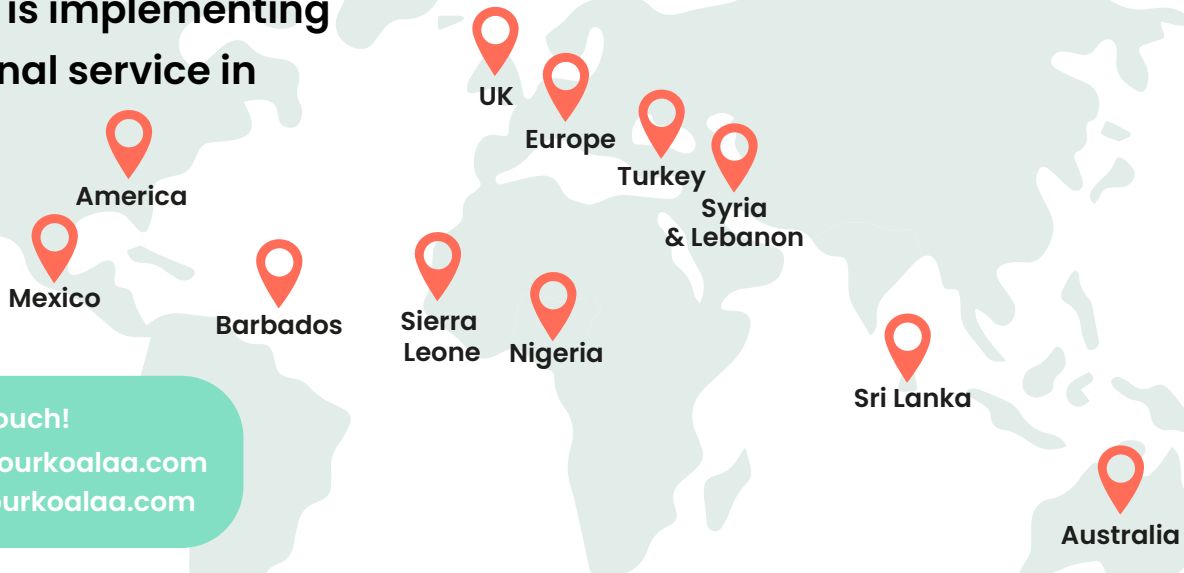 is implementing
nal service in
UK
Europe
Turkey
Syria
& Lebanon
America
Mexico
Barbados
Sierra
Leone
Nigeria
Sri Lanka
Australia
ouch!
ourkoalaa.com
ourkoalaa.com